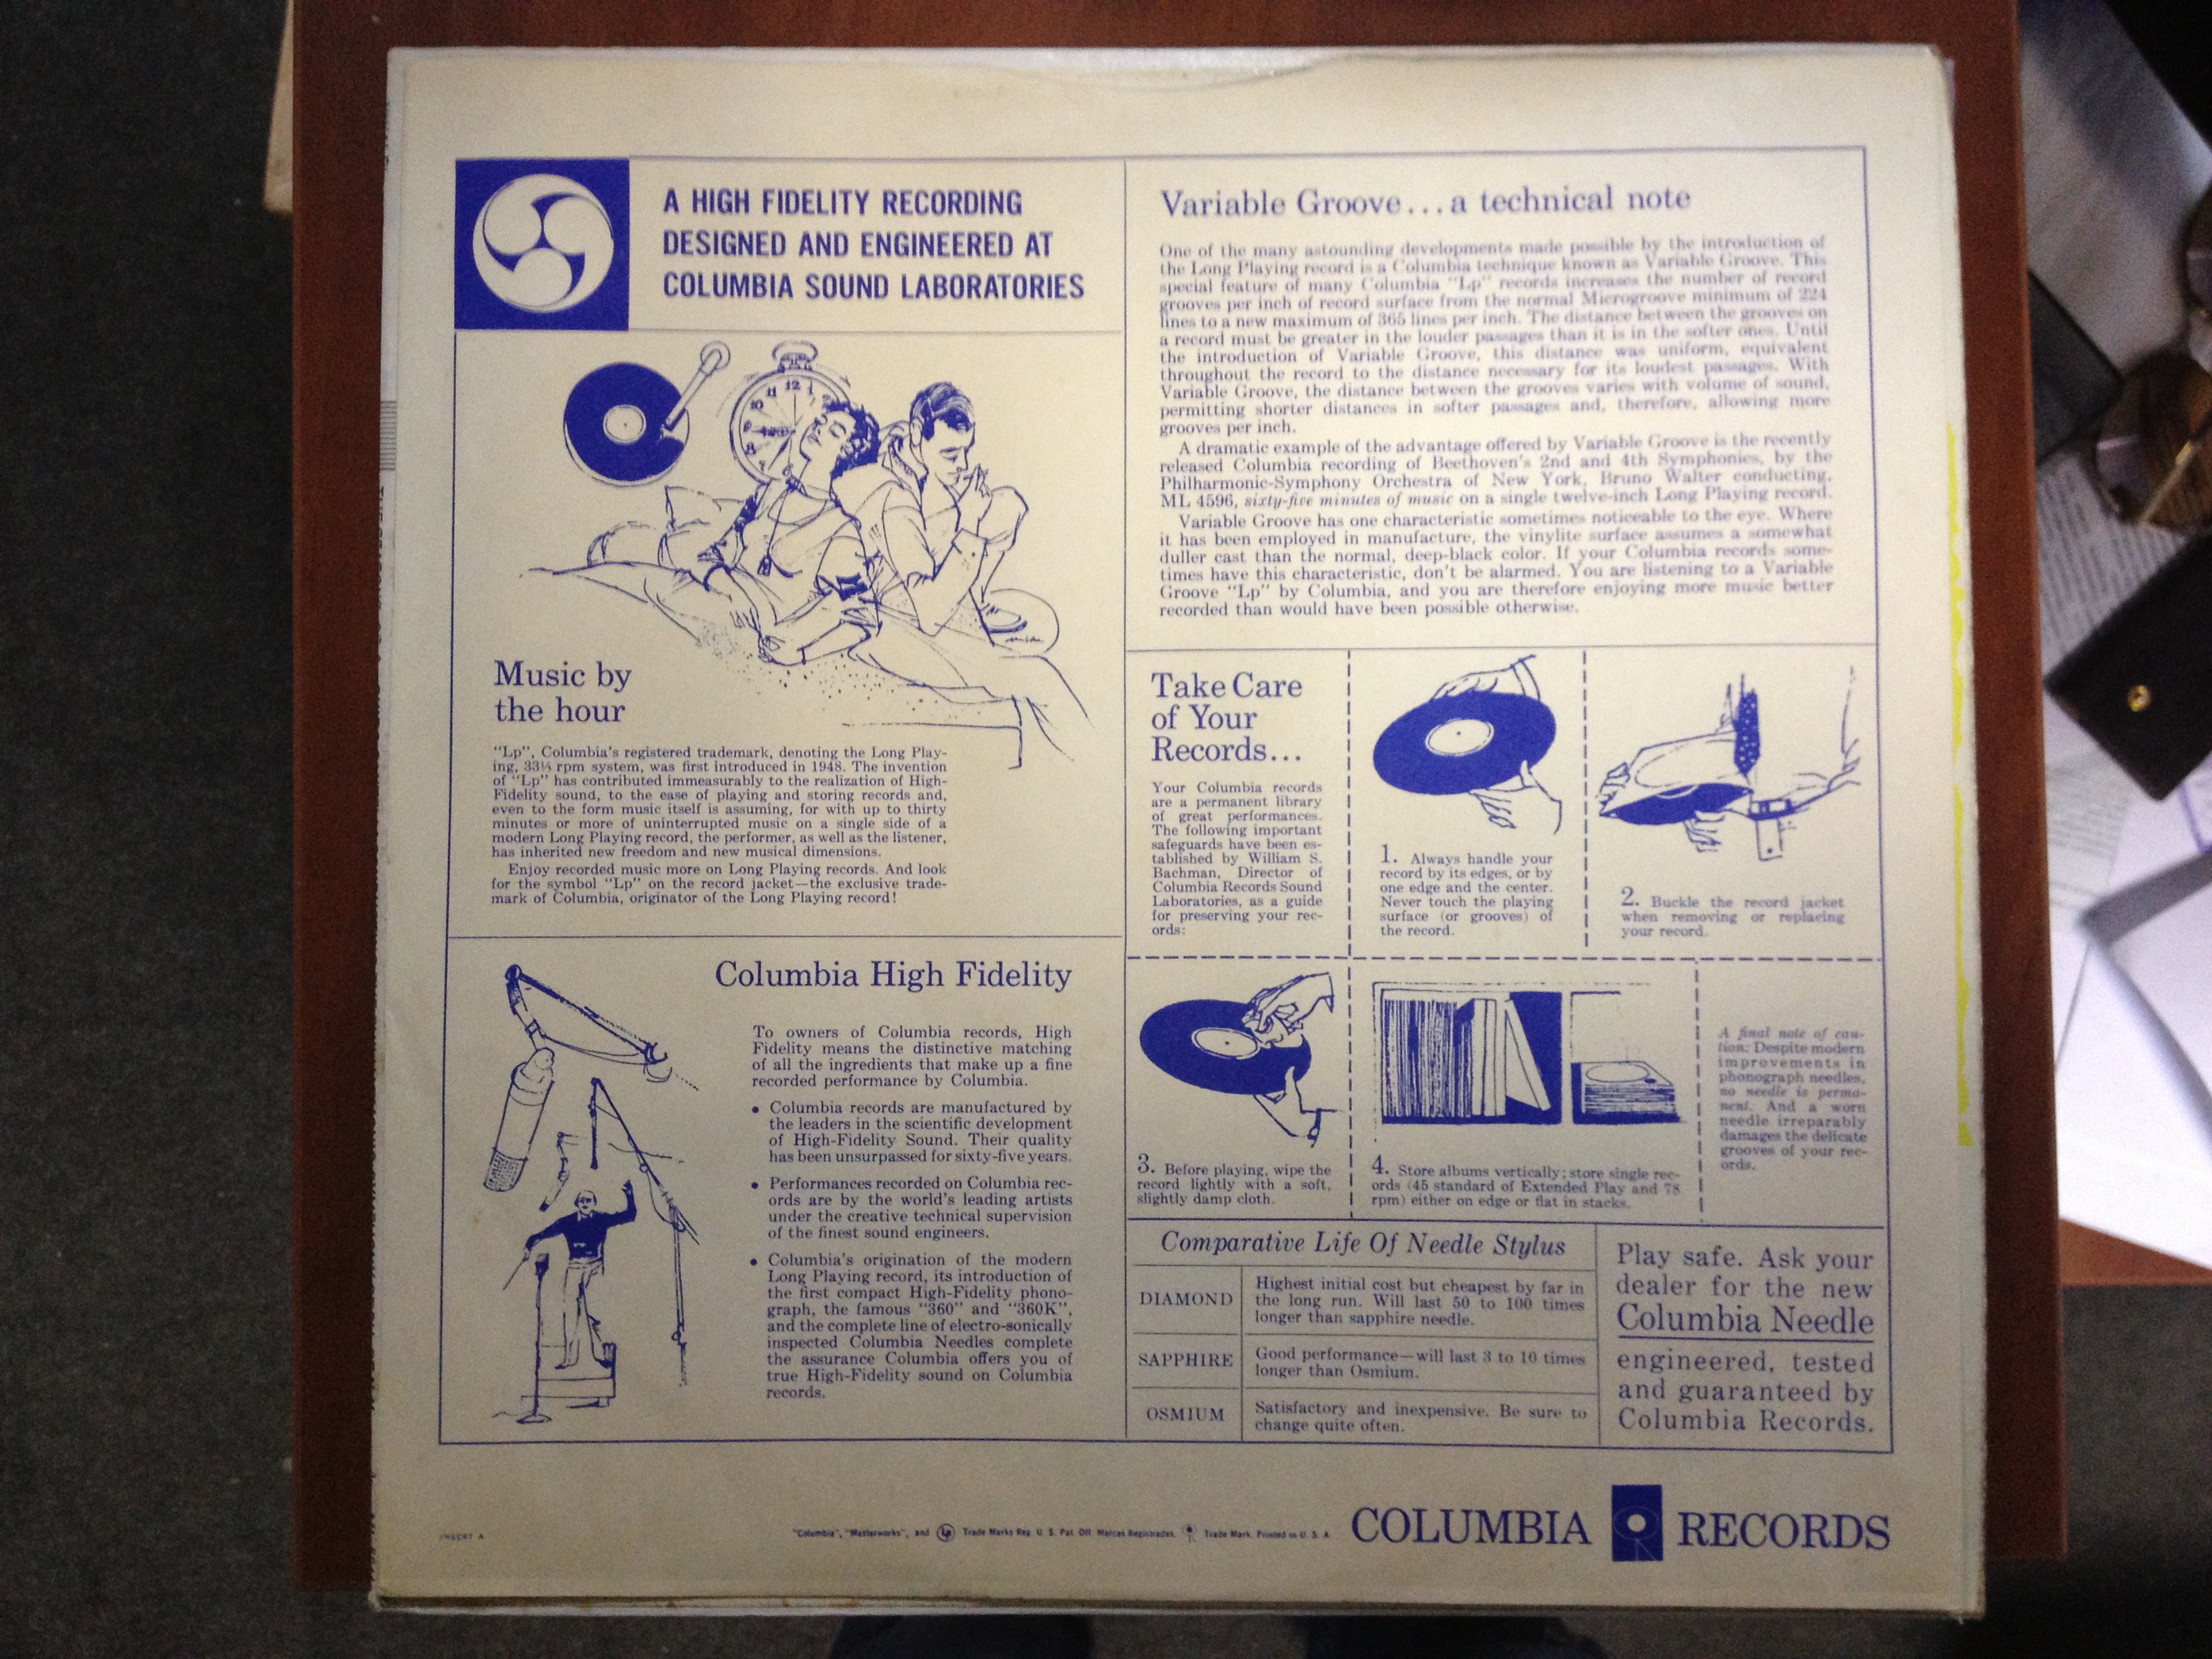 A HIGH FIDELITY RECORDING
DESIGNED AND ENGINEERED AT
COLUMBIA SOUND LABORATORIES
Music by
the hour
“Lp”, Columbia's registered trademark, denoting the Long Play-
ing, 33⅓ rpm system, was first introduced in 1948. The invention
of “Lp” has contributed immeasurably to the realization of High-
Fidelity sound, to the ease of playing and storing records and,
even to the form music itself is assuming, for with up to thirty
minutes or more of uninterrupted music on a single side of a
modern Long Playing record, the performer, as well as the listener,
has inherited new freedom and new musical dimensions.
Enjoy recorded music more on Long Playing records. And look
for the symbol “Lp” on the record jacket—the exclusive trade-
mark of Columbia, originator of the Long Playing record!
Columbia High Fidelity
To owners of Columbia records, High
Fidelity means the distinctive matching
of all the ingredients that make up a fine
recorded performance by Columbia.
• Columbia records are manufactured by
the leaders in the scientific development
of High-Fidelity Sound. Their quality
has been unsurpassed for sixty-five years.
• Performances recorded on Columbia rec-
ords are by the world's leading artists
under the creative technical supervision
of the finest sound engineers.
• Columbia's origination of the modern
Long Playing record, its introduction of
the first compact High-Fidelity phono-
graph, the famous “360” and “360K”,
and the complete line of electro-sonically
inspected Columbia Needles complete
the assurance Columbia offers you of
true High-Fidelity sound on Columbia
records.
Variable Groove...a technical note
One of the many astounding developments made possible by the introduction of
the Long Playing record is a Columbia technique known as Variable Groove. This
special feature of many Columbia “Lp” records increases the number of record
grooves per inch of record surface from the normal Microgroove minimum of 224
lines to a new maximum of 365 lines per inch. The distance between the grooves on
a record must be greater in the louder passages than it is in the softer ones. Until
the introduction of Variable Groove, this distance was uniform, equivalent
throughout the record to the distance necessary for its loudest passages. With
Variable Groove, the distance between the grooves varies with volume of sound,
permitting shorter distances in softer passages and, therefore, allowing more
grooves per inch.
A dramatic example of the advantage offered by Variable Groove is the recently
released Columbia recording of Beethoven's 2nd and 4th Symphonies, by the
Philharmonic-Symphony Orchestra of New York, Bruno Walter conducting,
ML 4596, sixty-five minutes of music on a single twelve-inch Long Playing record.
Variable Groove has one characteristic sometimes noticeable to the eye. Where
it has been employed in manufacture, the vinylite surface assumes a somewhat
duller cast than the normal, deep-black color. If your Columbia records some-
times have this characteristic, don't be alarmed. You are listening to a Variable
Groove “Lp” by Columbia, and you are therefore enjoying more music better
recorded than would have been possible otherwise.
Take Care
of Your
Records...
Your Columbia records
are a permanent library
of great performances.
The following important
safeguards have been es-
tablished by William S.
Bachman, Director of
Columbia Records Sound
Laboratories, as a guide
for preserving your rec-
ords:
1. Always handle your
record by its edges, or by
one edge and the center.
Never touch the playing
surface (or grooves) of
the record.
2. Buckle the record jacket
when removing or replacing
your record.
3. Before playing, wipe the
record lightly with a soft,
slightly damp cloth.
4. Store albums vertically; store single rec-
ords (45 standard of Extended Play and 78
rpm) either on edge or flat in stacks.
A final note of cau-
tion: Despite modern
improvements in
phonograph needles,
no needle is perma-
nent. And a worn
needle irreparably
damages the delicate
grooves of your rec-
ords.
Comparative Life Of Needle Stylus
DIAMOND
Highest initial cost but cheapest by far in
the long run. Will last 50 to 100 times
longer than sapphire needle.
SAPPHIRE
Good performance—will last 3 to 10 times
longer than Osmium.
OSMIUM
Satisfactory and inexpensive. Be sure to
change quite often.
Play safe. Ask your
dealer for the new
Columbia Needle
engineered, tested
and guaranteed by
Columbia Records.
INSERT A
“Columbia”, “Masterworks”, and LP Trade Marks Reg. U. S. Pat. Off. Marcas Registradas. Trade Mark. Printed in U. S. A.
COLUMBIA RECORDS